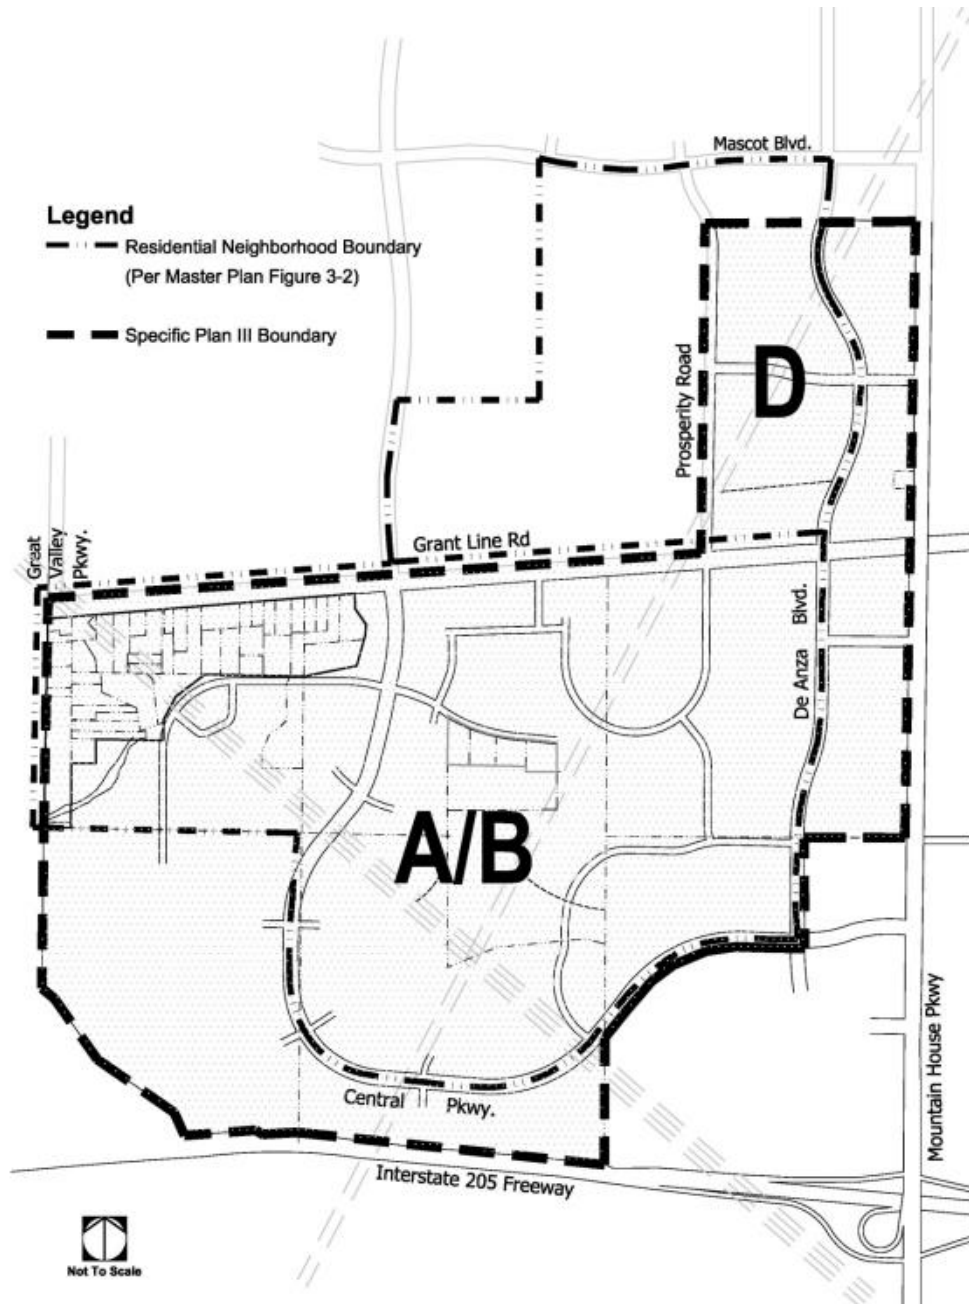 Mascot Blvd.
Legend
Residential Neighborhood Boundary
(Per Master Plan Figure 3-2)
Specific Plan III Boundary
D
Prosperity Road
Grant Line Rd
Great
Valley
Pkwy.
De Anza Blvd.
A/B
Mountain House Pkwy
Central Pkwy.
Interstate 205 Freeway
Not To Scale